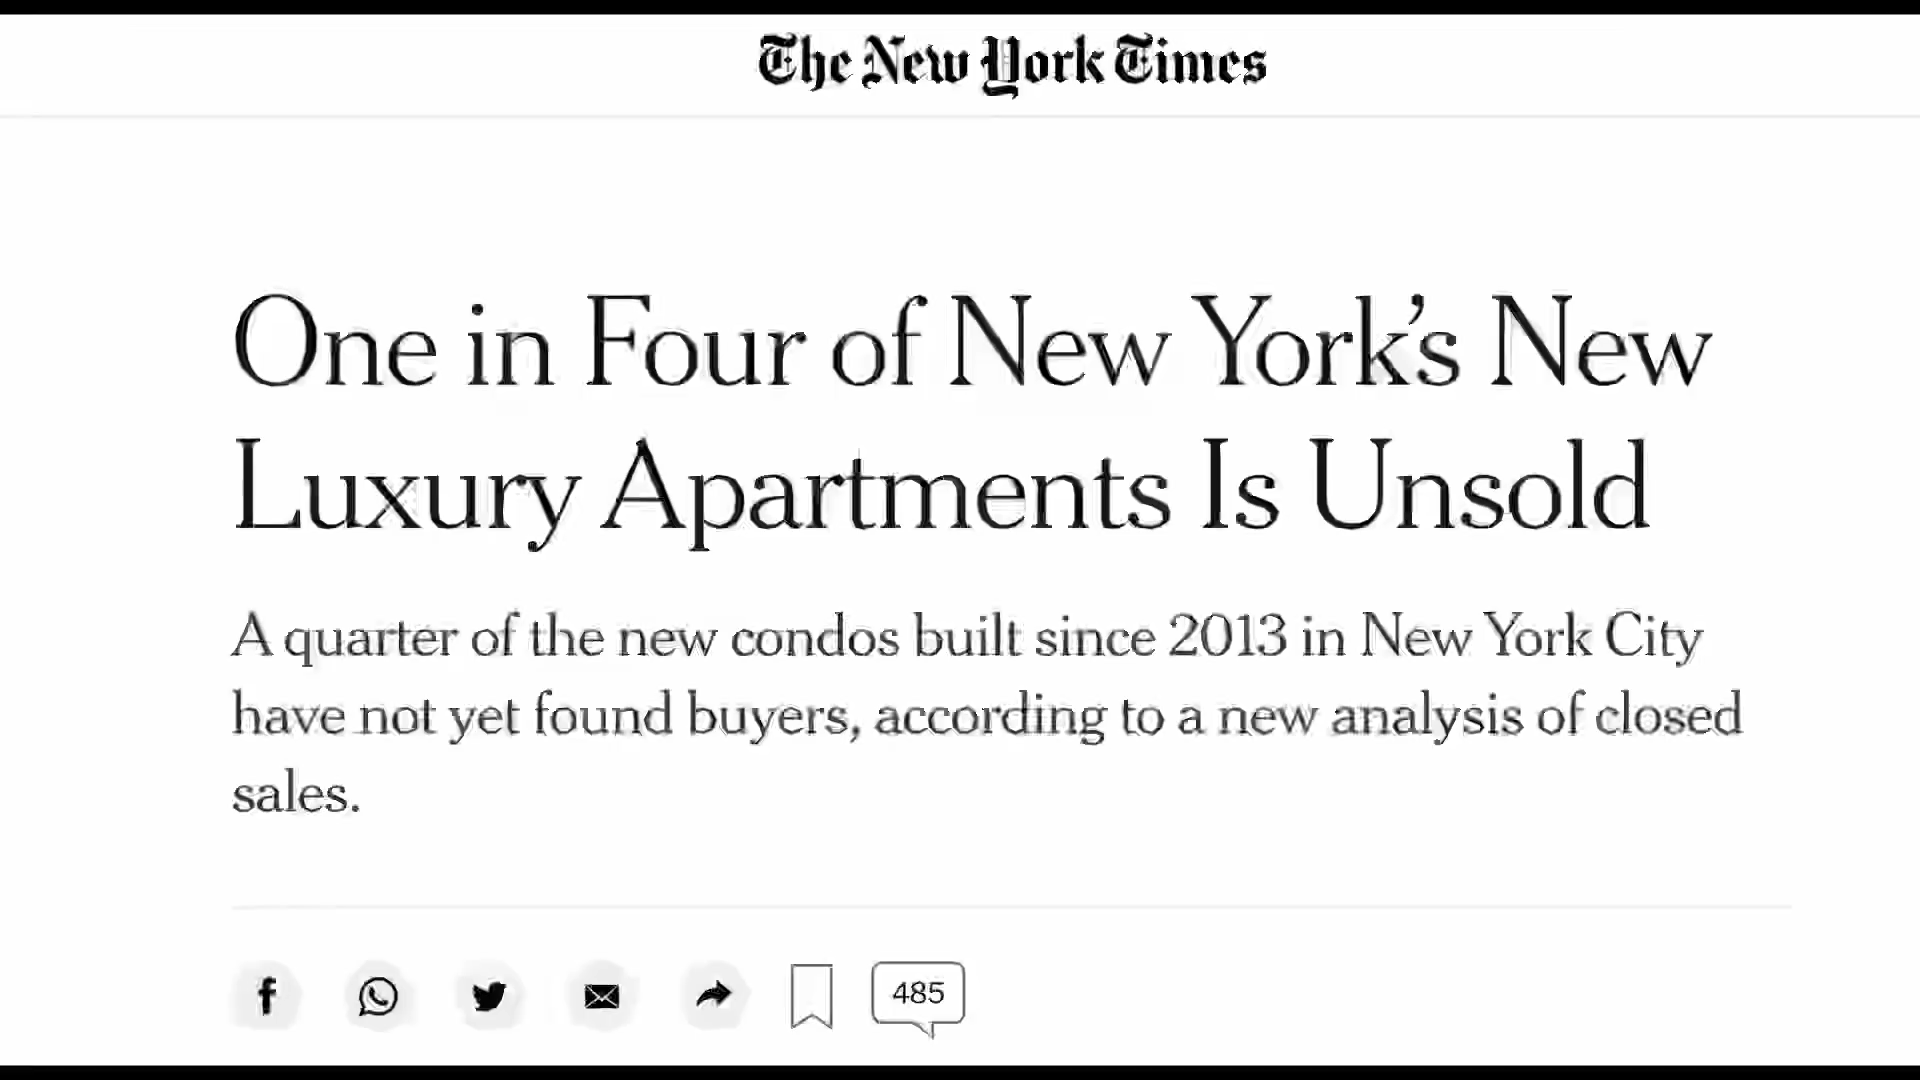 The New York Times
One in Four of New York's New
Luxury Apartments Is Unsold
A quarter of the new condos built since 2013 in New York City
have not yet found buyers, according to a new analysis of closed
sales.
485